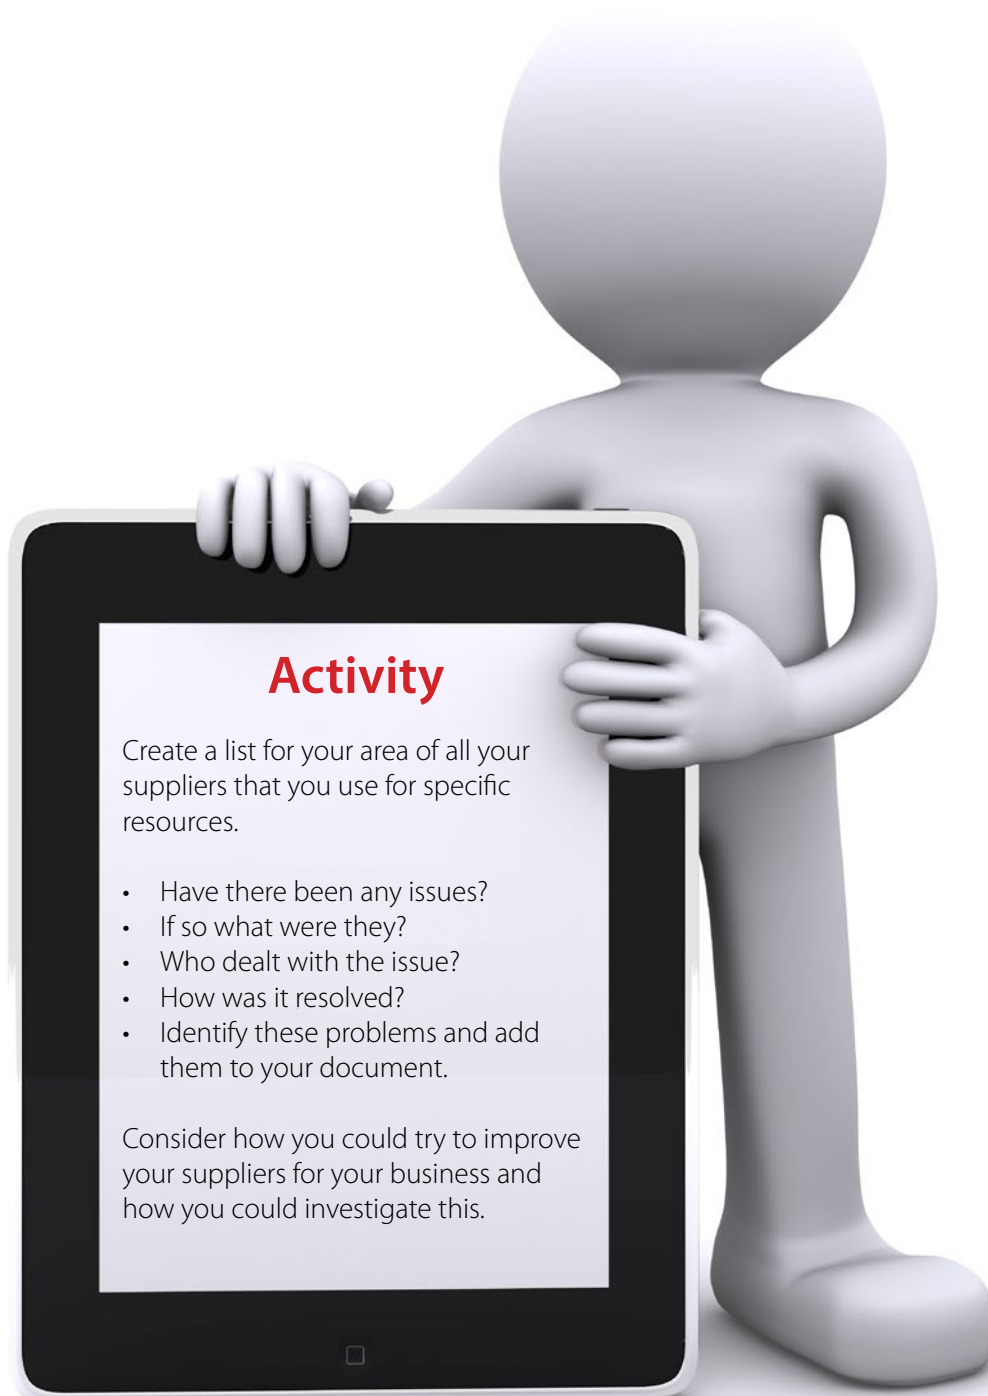 Activity
Create a list for your area of all your
suppliers that you use for specific
resources.
• Have there been any issues?
• If so what were they?
• Who dealt with the issue?
• How was it resolved?
• Identify these problems and add
them to your document.
Consider how you could try to improve
your suppliers for your business and
how you could investigate this.